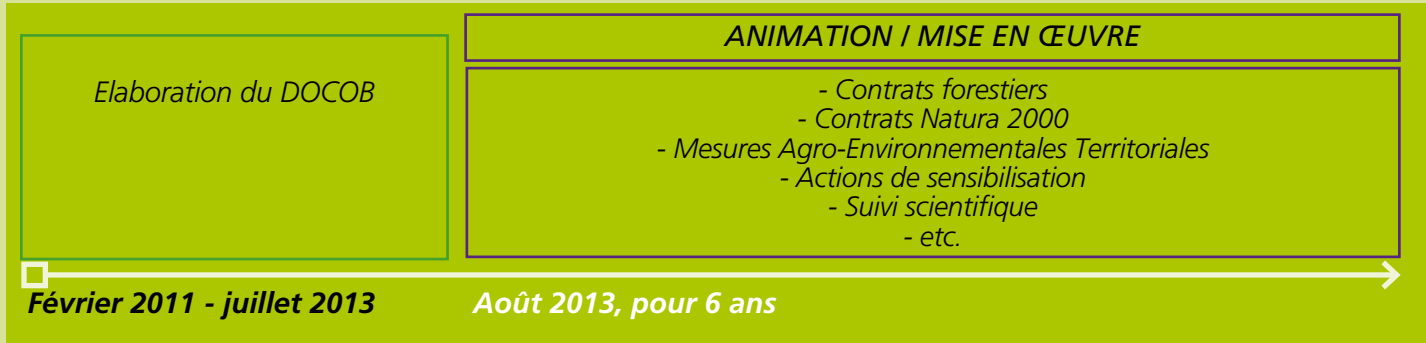 Elaboration du DOCOB
ANIMATION / MISE EN ŒUVRE
- Contrats forestiers
- Contrats Natura 2000
- Mesures Agro-Environnementales Territoriales
- Actions de sensibilisation
- Suivi scientifique
- etc.
Février 2011 - juillet 2013
Août 2013, pour 6 ans